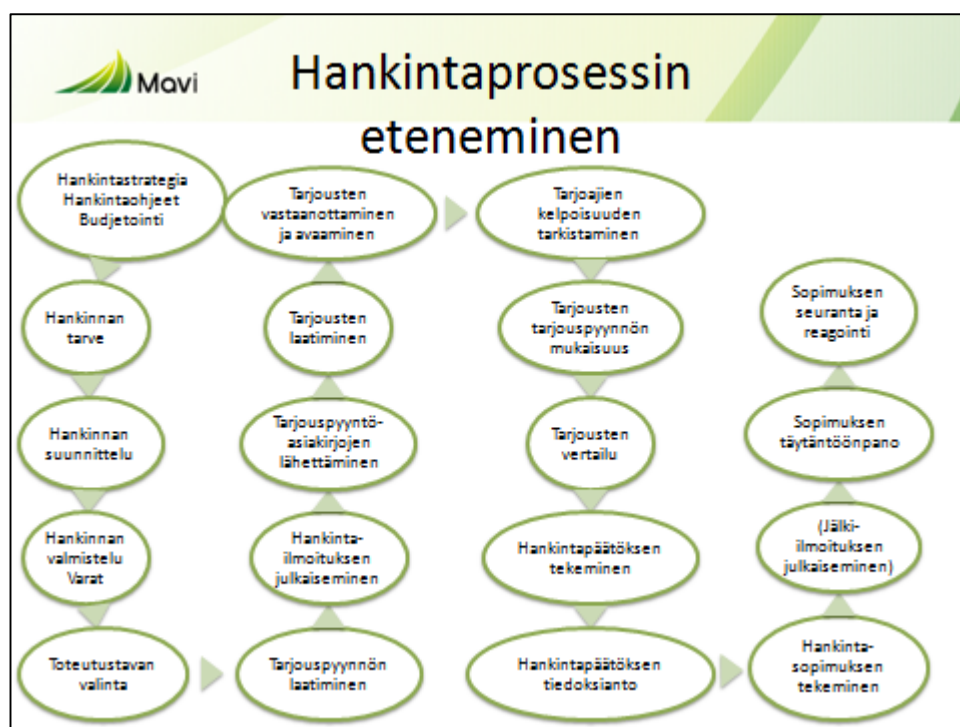 Mavi
Hankintaprosessin
eteneminen
Hankintastrategia
Hankintaohjeet
Budjetointi
Hankinnan
tarve
Hankinnan
suunnittelu
Hankinnan
valmistelu
Varat
Toteutustavan
valinta
Tarjouspyynnön
laatiminen
Hankinta-
ilmoituksen
julkaiseminen
Tarjouspyyntö-
asiakirjojen
lähettäminen
Tarjousten
laatiminen
Tarjousten
vastaanottaminen
ja avaaminen
Tarjoajien
kelpoisuuden
tarkistaminen
Tarjousten
tarjouspyynnön
mukaisuus
Tarjousten
vertailu
Hankintapäätöksen
tekeminen
Hankintapäätöksen
tiedoksianto
Hankinta-
sopimuksen
tekeminen
(Jälki-
ilmoituksen
julkaiseminen)
Sopimuksen
täytäntöönpano
Sopimuksen
seuranta ja
reagointi